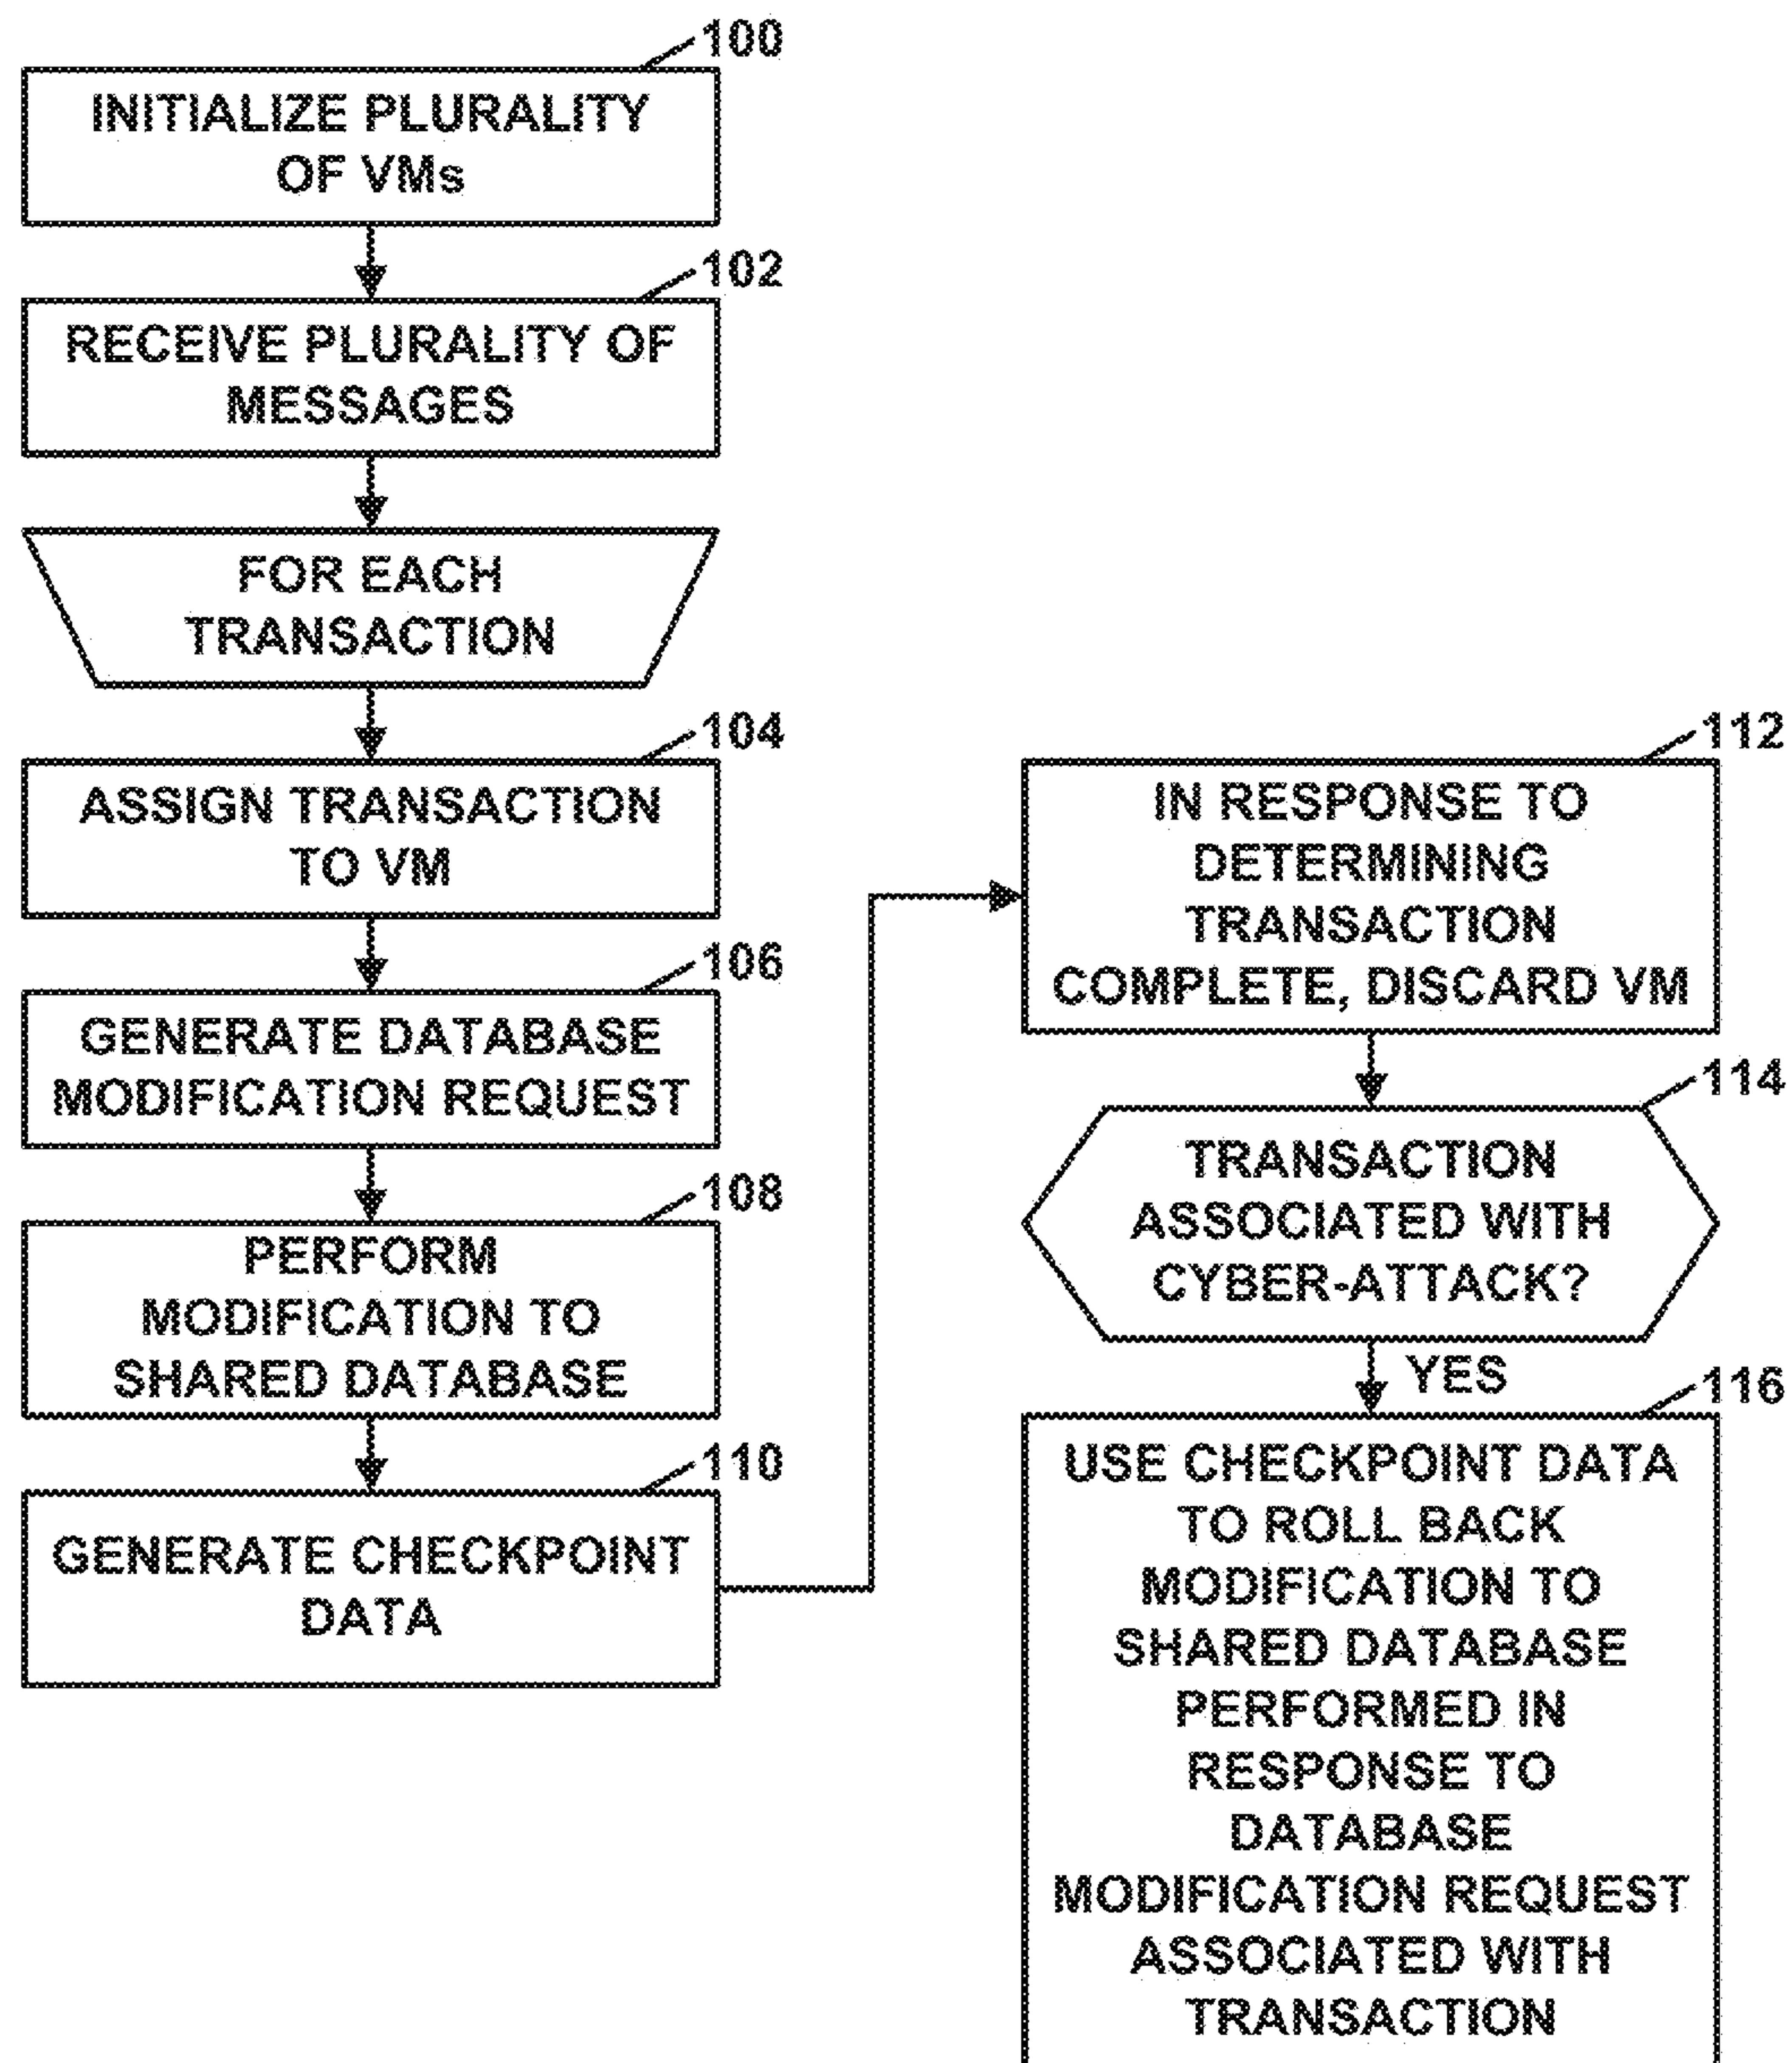 100
INITIALIZE PLURALITY
OF VMs
102
RECEIVE PLURALITY OF
MESSAGES
FOR EACH
TRANSACTION
104
ASSIGN TRANSACTION
TO VM
106
GENERATE DATABASE
MODIFICATION REQUEST
108
PERFORM
MODIFICATION TO
SHARED DATABASE
110
GENERATE CHECKPOINT
DATA
112
IN RESPONSE TO
DETERMINING
TRANSACTION
COMPLETE, DISCARD VM
114
TRANSACTION
ASSOCIATED WITH
CYBER-ATTACK?
YES
116
USE CHECKPOINT DATA
TO ROLL BACK
MODIFICATION TO
SHARED DATABASE
PERFORMED IN
RESPONSE TO
DATABASE
MODIFICATION REQUEST
ASSOCIATED WITH
TRANSACTION